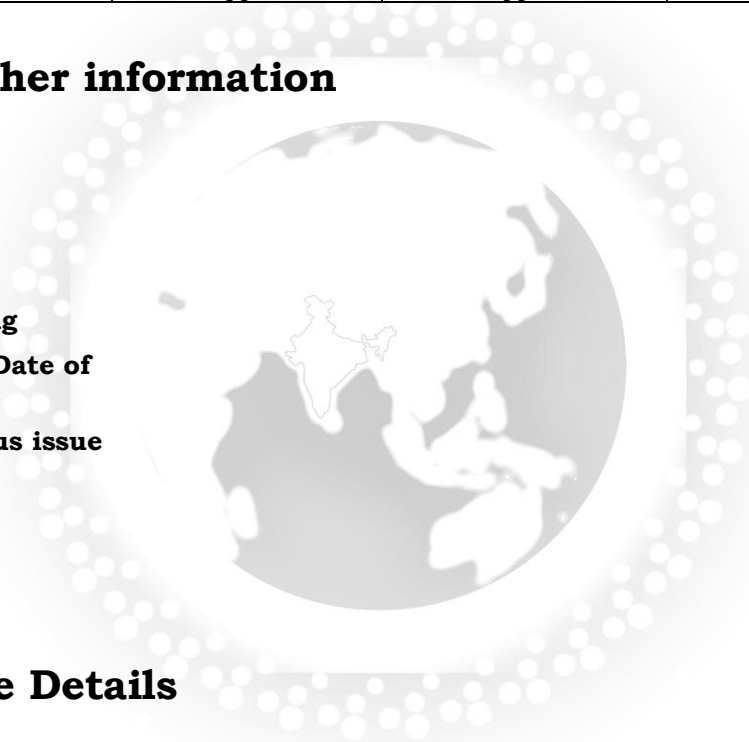 her information
g
Date of
us issue
e Details